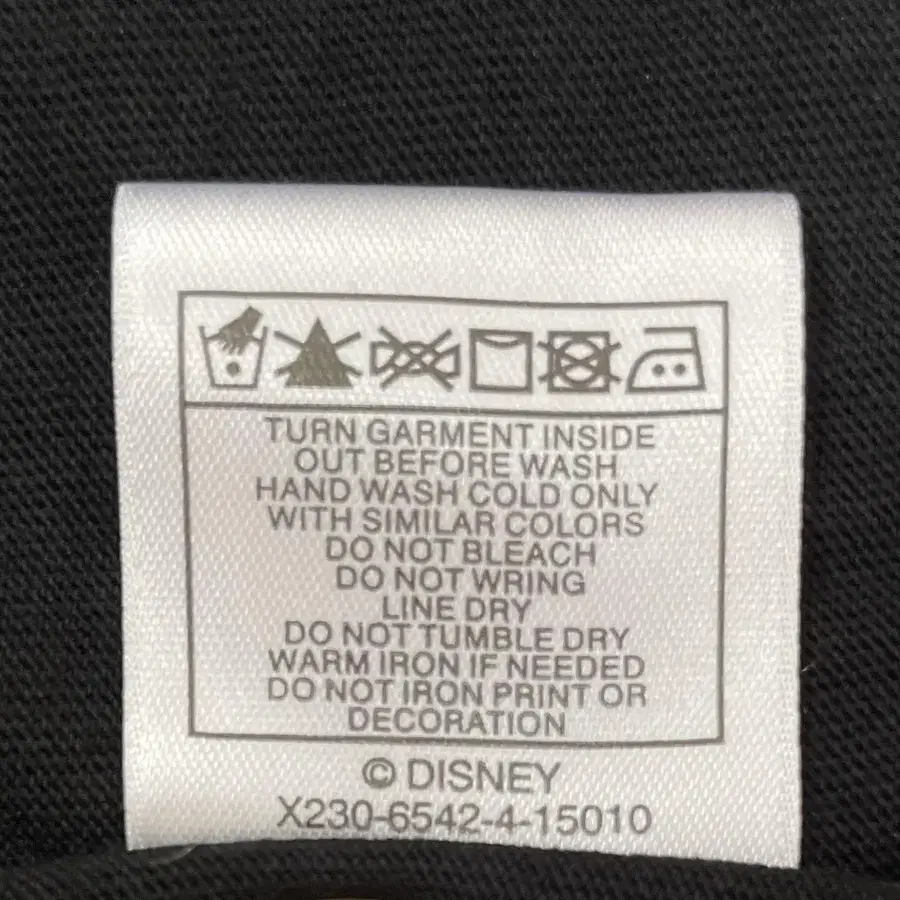 TURN GARMENT INSIDE
OUT BEFORE WASH
HAND WASH COLD ONLY
WITH SIMILAR COLORS
DO NOT BLEACH
DO NOT WRING
LINE DRY
DO NOT TUMBLE DRY
WARM IRON IF NEEDED
DO NOT IRON PRINT OR
DECORATION
© DISNEY
X230-6542-4-15010